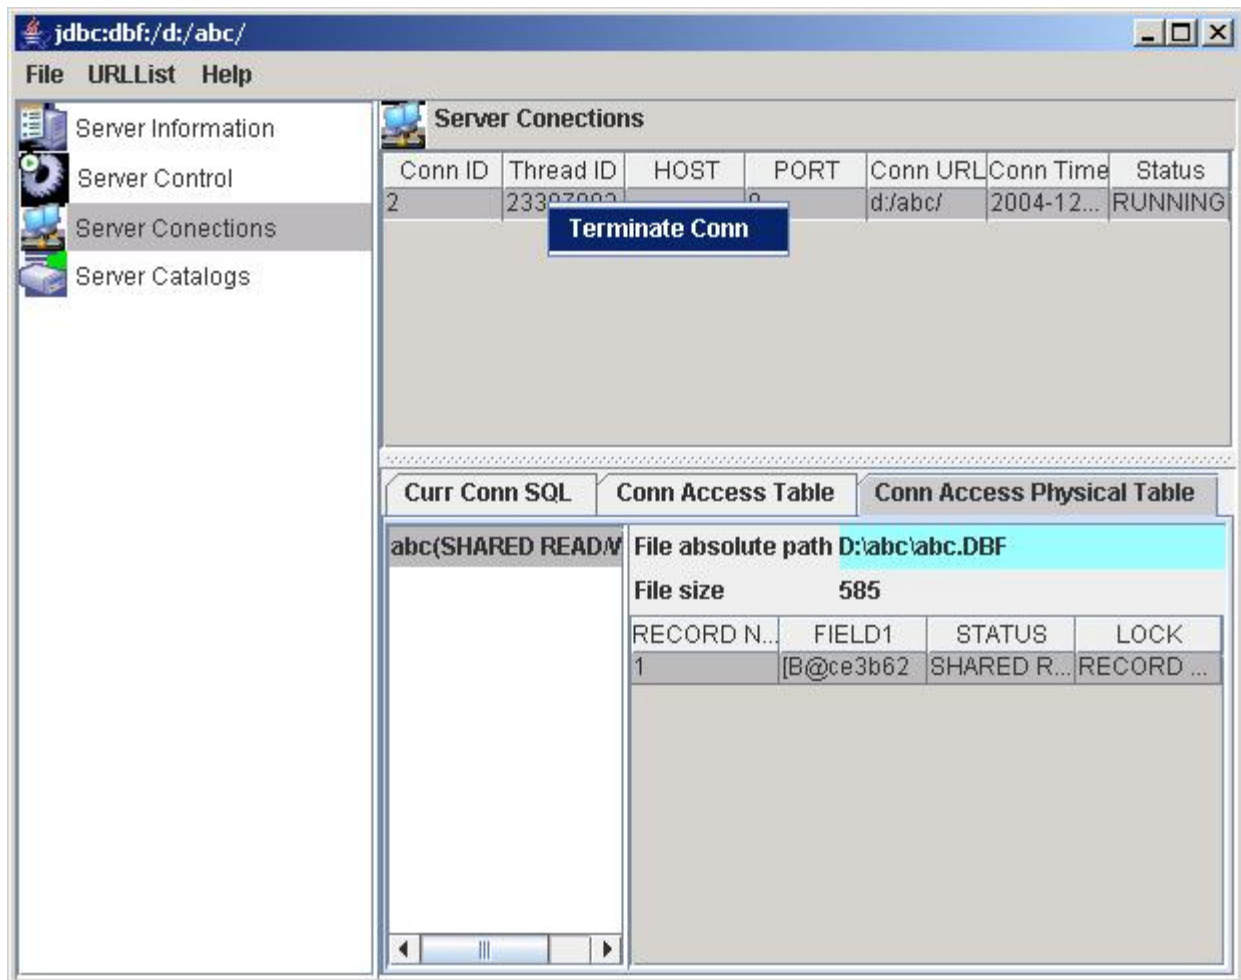 jdbc:dbf:/d:/abc/
File URLList Help
Server Information
Server Control
Server Conections
Server Catalogs
Server Conections
Conn ID Thread ID HOST PORT Conn URL Conn Time Status
2 d:/abc/ 2004-12... RUNNING
Terminate Conn
Curr Conn SQL Conn Access Table Conn Access Physical Table
abc(SHARED READ/
File absolute path D:\abc\abc.DBF
File size 585
RECORD N... FIELD1 STATUS LOCK
1 [B@ce3b62 SHARED R... RECORD ...